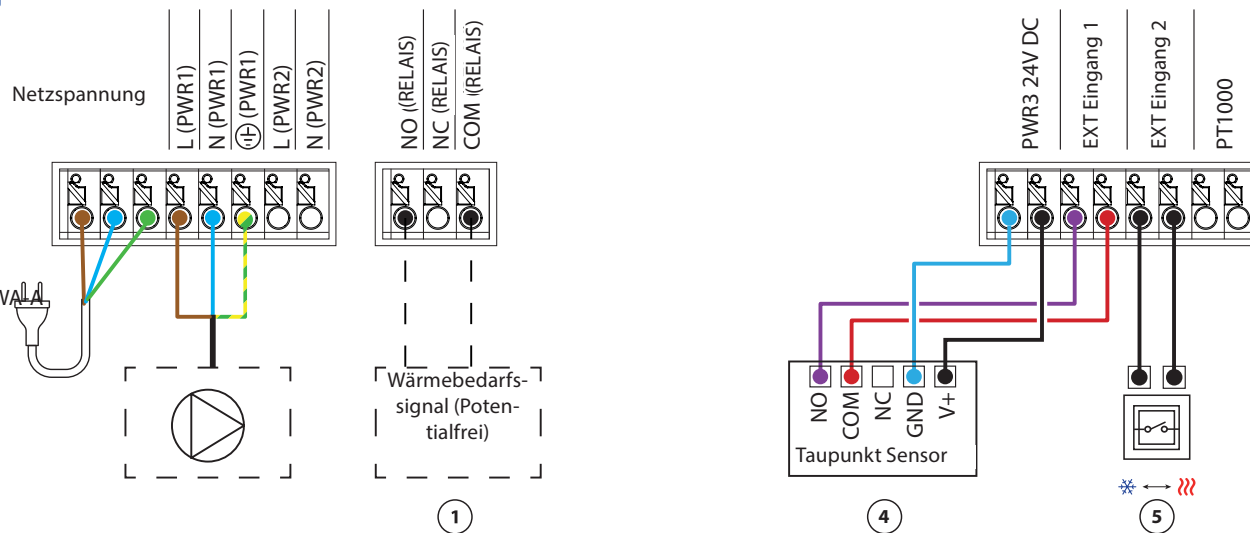 Netzspannung
L (PWR1)
N (PWR1)
(PWR1)
L (PWR2)
N (PWR2)
NO ((RELAIS)
NC (RELAIS)
COM ((RELAIS)
PWR3 24V DC
EXT Eingang 1
EXT Eingang 2
PT1000
Wärmebedarfs-
signal (Poten-
tialfrei)
NO
COM
NC
GND
V+
Taupunkt Sensor
1
4
5